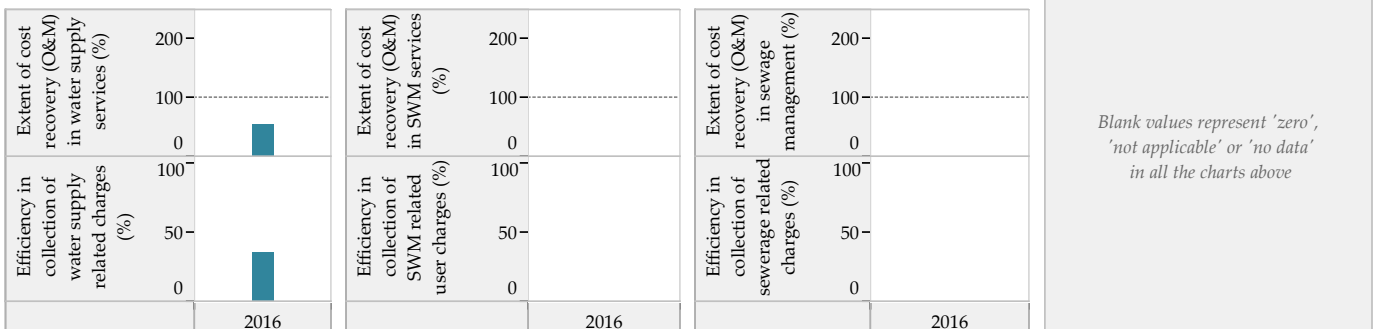 Extent of cost
recovery (O&M)
in water supply
services (%)
200
100
0
Efficiency in
collection of
water supply
related charges
(%)
100
50
0
2016
Extent of cost
recovery (O&M)
in SWM services
(%)
200
100
0
Efficiency in
collection of
SWM related
user charges (%)
100
50
0
2016
Extent of cost
recovery (O&M)
in sewage
management (%)
200
100
0
Efficiency in
collection of
sewerage related
charges (%)
100
50
0
2016
Blank values represent 'zero',
'not applicable' or 'no data'
in all the charts above